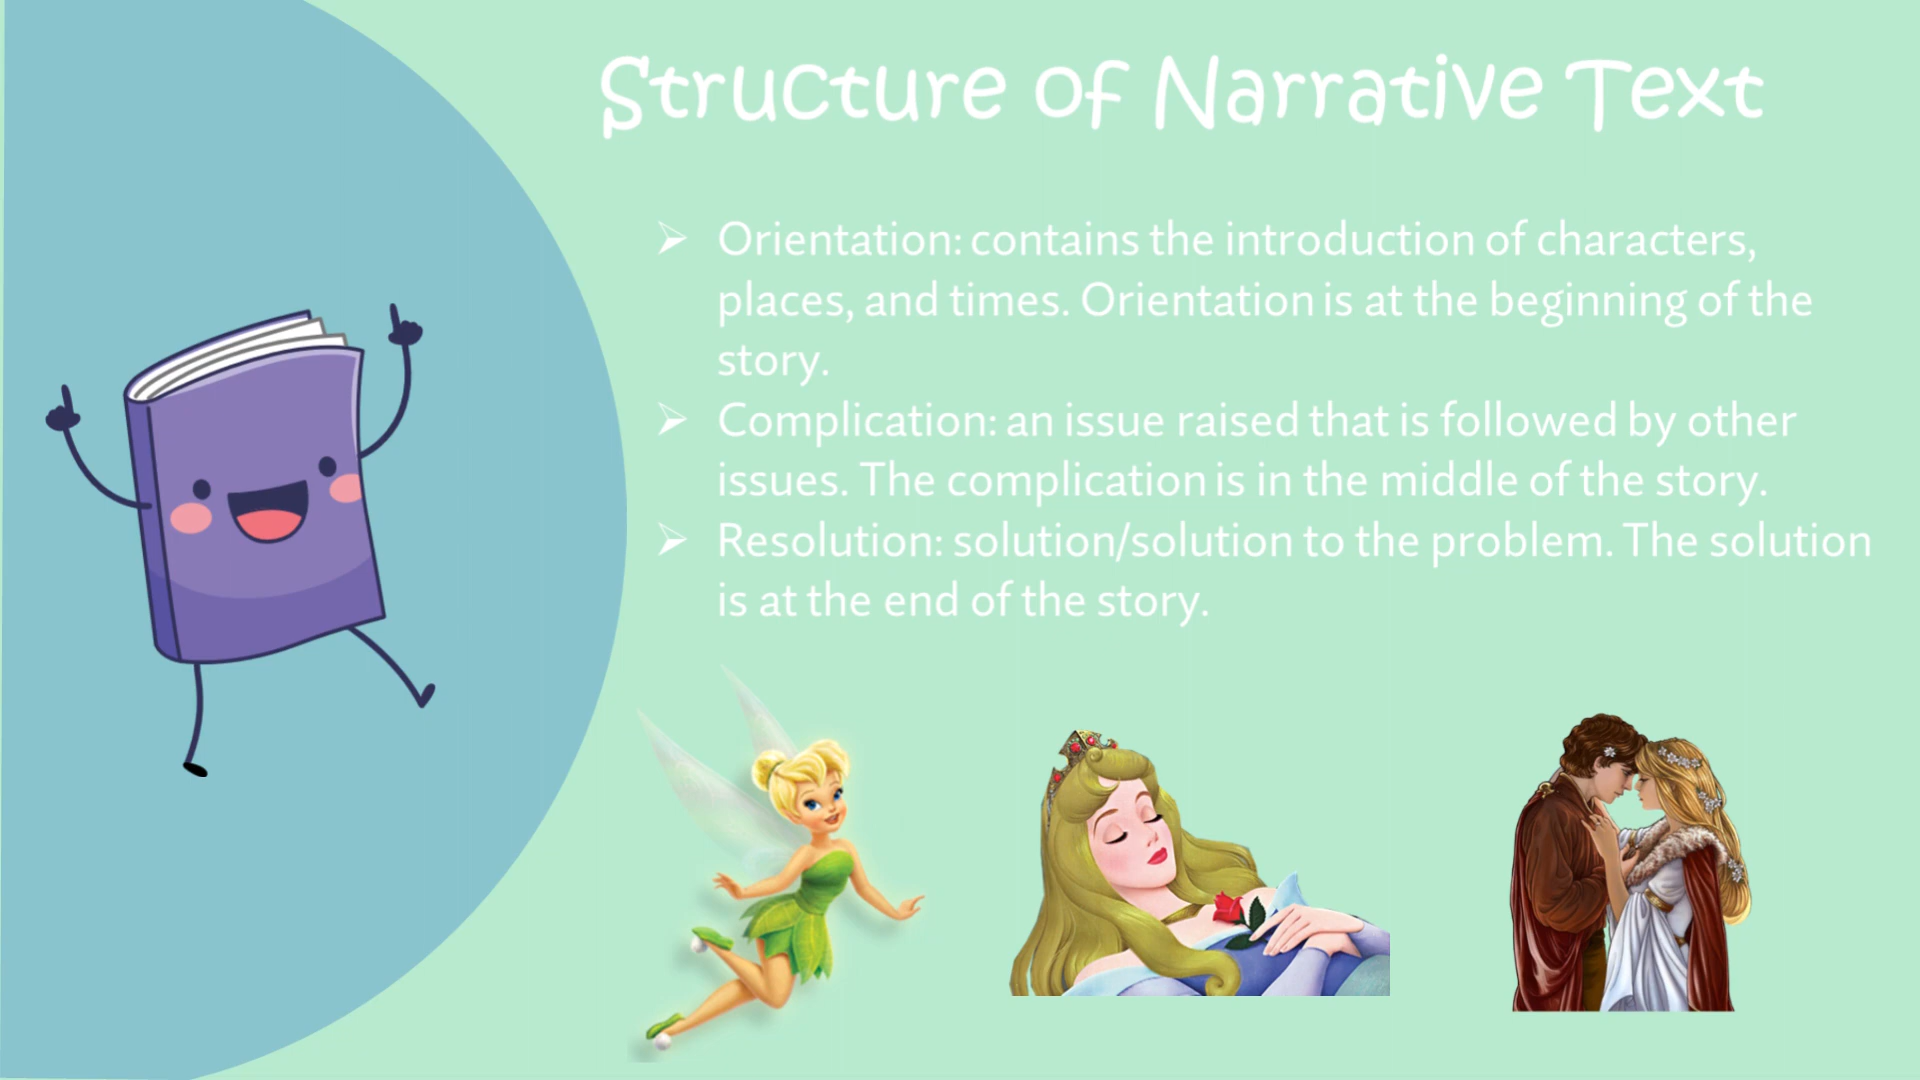 Structure of Narrative Text
➢ Orientation: contains the introduction of characters,
places, and times. Orientation is at the beginning of the
story.
➢ Complication: an issue raised that is followed by other
issues. The complication is in the middle of the story.
➢ Resolution: solution/solution to the problem. The solution
is at the end of the story.